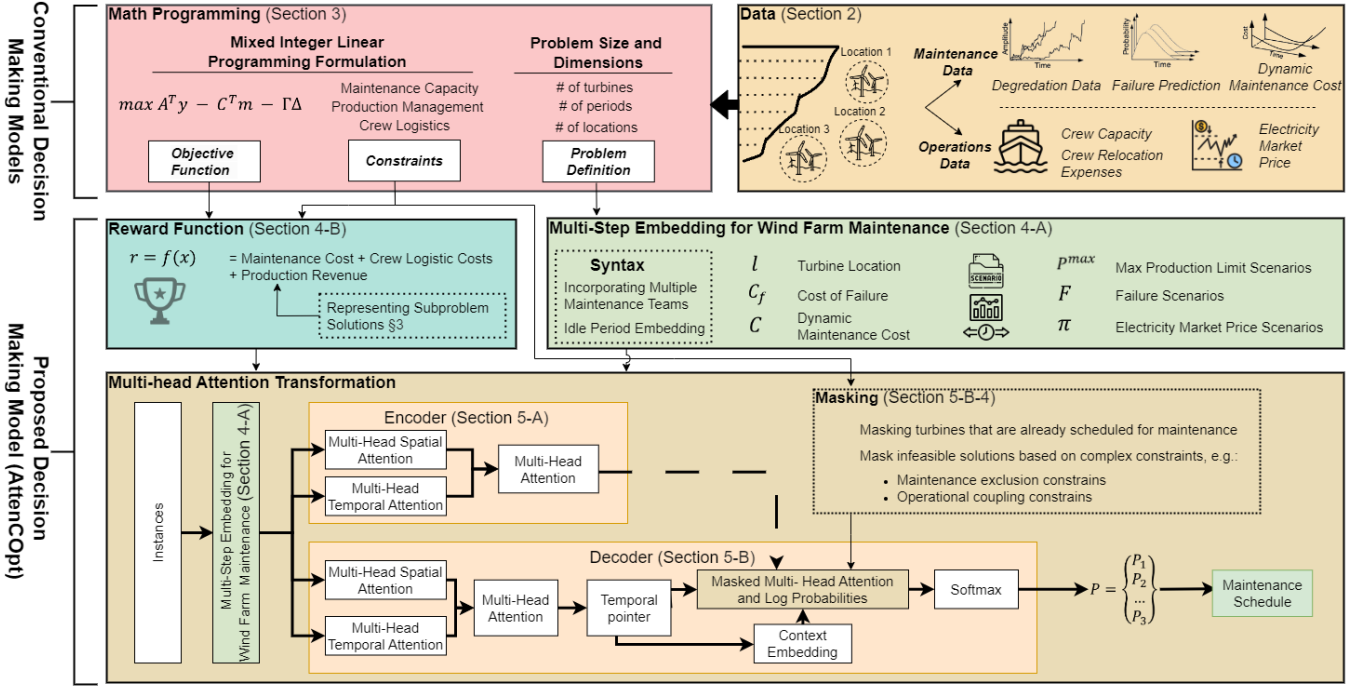 Conventional Decision
Making Models
Math Programming (Section 3)
Mixed Integer Linear
Programming Formulation
max Aᵀy − Cᵀm − ΓΔ
Maintenance Capacity
Production Management
Crew Logistics
Problem Size and
Dimensions
# of turbines
# of periods
# of locations
Objective
Function
Constraints
Problem
Definition
Data (Section 2)
Location 1
Location 2
Location 3
Maintenance
Data
Operations
Data
Amplitude
Time
Degredation Data
Probability
Time
Failure Prediction
Cost
Time
Dynamic
Maintenance Cost
Crew Capacity
Crew Relocation
Expenses
Electricity
Market
Price
Proposed Decision
Making Model (AttenCOpt)
Reward Function (Section 4-B)
r = f(x)
= Maintenance Cost + Crew Logistic Costs
+ Production Revenue
Representing Subproblem
Solutions §3
Multi-Step Embedding for Wind Farm Maintenance (Section 4-A)
Syntax
Incorporating Multiple
Maintenance Teams
Idle Period Embedding
l Turbine Location
C_f Cost of Failure
C Dynamic
Maintenance Cost
SCENARIO
P^max Max Production Limit Scenarios
F Failure Scenarios
π Electricity Market Price Scenarios
Multi-head Attention Transformation
Instances
Multi-Step Embedding for
Wind Farm Maintenance (Section 4-A)
Encoder (Section 5-A)
Multi-Head Spatial
Attention
Multi-Head
Temporal Attention
Multi-Head
Attention
Masking (Section 5-B-4)
Masking turbines that are already scheduled for maintenance
Mask infeasible solutions based on complex constraints, e.g.:
• Maintenance exclusion constrains
• Operational coupling constrains
Decoder (Section 5-B)
Multi-Head Spatial
Attention
Multi-Head
Temporal Attention
Multi-Head
Attention
Temporal
pointer
Masked Multi- Head Attention
and Log Probabilities
Context
Embedding
Softmax
P =
P₁
P₂
...
P₃
Maintenance
Schedule